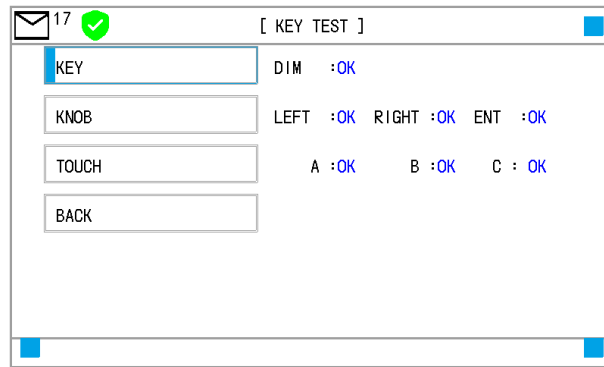 17 [ KEY TEST ]
KEY DIM :OK
KNOB LEFT :OK RIGHT :OK ENT :OK
TOUCH A :OK B :OK C : OK
BACK